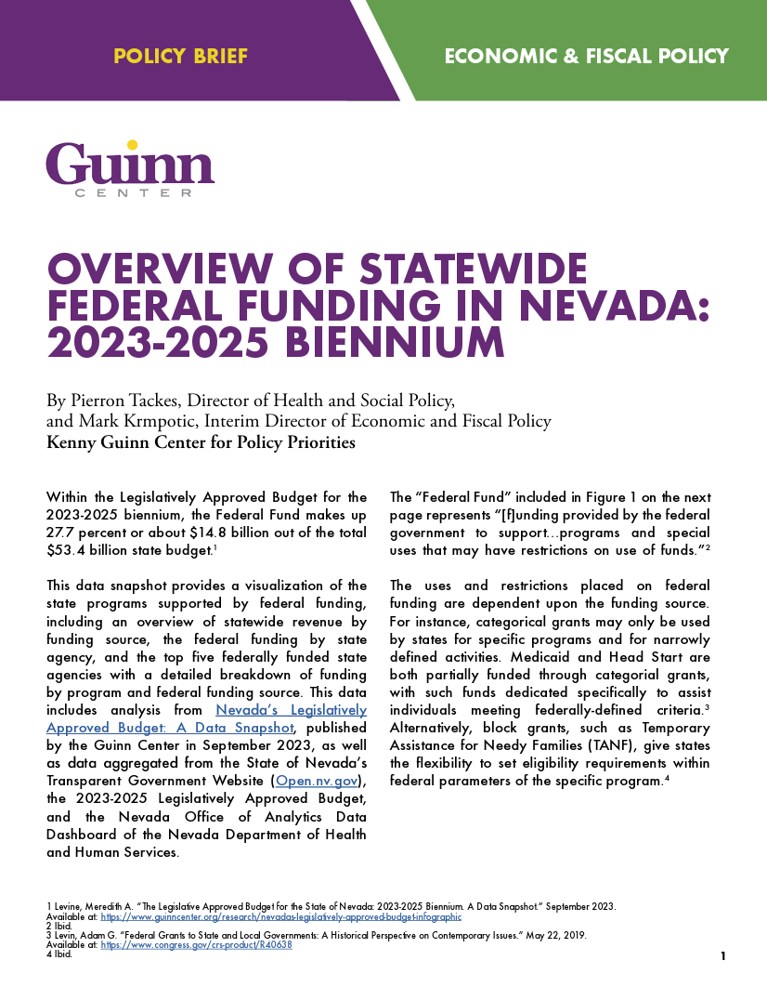 POLICY BRIEF
ECONOMIC & FISCAL POLICY
Guinn
CENTER
OVERVIEW OF STATEWIDE
FEDERAL FUNDING IN NEVADA:
2023-2025 BIENNIUM
By Pierron Tackes, Director of Health and Social Policy,
and Mark Krmpotic, Interim Director of Economic and Fiscal Policy
Kenny Guinn Center for Policy Priorities
Within the Legislatively Approved Budget for the
2023-2025 biennium, the Federal Fund makes up
27.7 percent or about $14.8 billion out of the total
$53.4 billion state budget.¹
This data snapshot provides a visualization of the
state programs supported by federal funding,
including an overview of statewide revenue by
funding source, the federal funding by state
agency, and the top five federally funded state
agencies with a detailed breakdown of funding
by program and federal funding source. This data
includes analysis from Nevada's Legislatively
Approved Budget: A Data Snapshot, published
by the Guinn Center in September 2023, as well
as data aggregated from the State of Nevada's
Transparent Government Website (Open.nv.gov),
the 2023-2025 Legislatively Approved Budget,
and the Nevada Office of Analytics Data
Dashboard of the Nevada Department of Health
and Human Services.
The "Federal Fund" included in Figure 1 on the next
page represents "[f]unding provided by the federal
government to support…programs and special
uses that may have restrictions on use of funds."²
The uses and restrictions placed on federal
funding are dependent upon the funding source.
For instance, categorical grants may only be used
by states for specific programs and for narrowly
defined activities. Medicaid and Head Start are
both partially funded through categorial grants,
with such funds dedicated specifically to assist
individuals meeting federally-defined criteria.³
Alternatively, block grants, such as Temporary
Assistance for Needy Families (TANF), give states
the flexibility to set eligibility requirements within
federal parameters of the specific program.⁴
1 Levine, Meredith A. "The Legislative Approved Budget for the State of Nevada: 2023-2025 Biennium. A Data Snapshot." September 2023.
Available at: https://www.guinncenter.org/research/nevadas-legislatively-approved-budget-infographic
2 Ibid.
3 Levin, Adam G. "Federal Grants to State and Local Governments: A Historical Perspective on Contemporary Issues." May 22, 2019.
Available at: https://www.congress.gov/crs-product/R40638
4 Ibid.
1